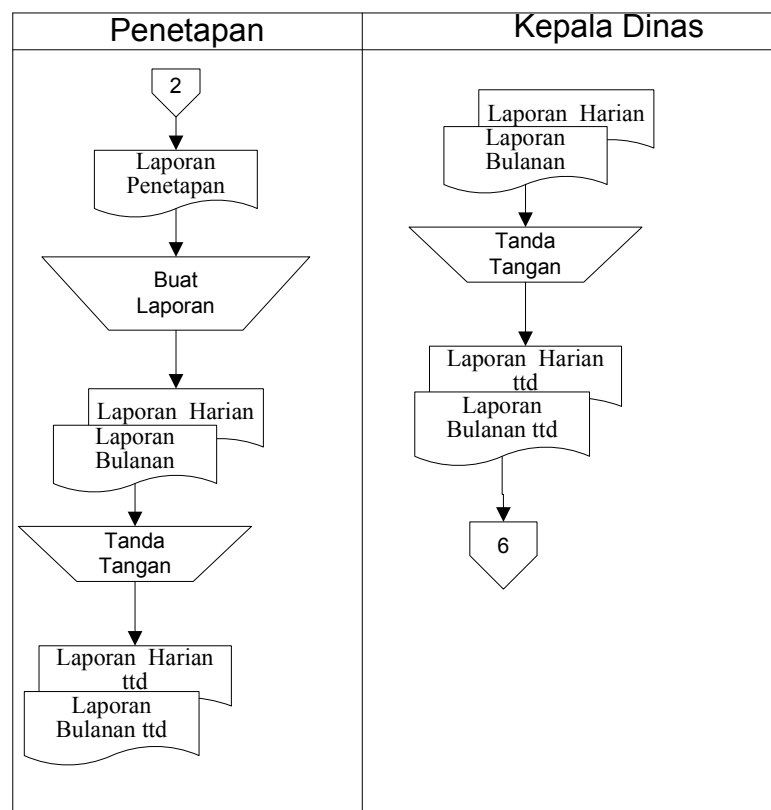 Penetapan
2
Laporan
Penetapan
Buat
Laporan
Laporan Harian
Laporan
Bulanan
Tanda
Tangan
Laporan Harian
ttd
Laporan
Bulanan ttd
Kepala Dinas
Laporan Harian
Laporan
Bulanan
Tanda
Tangan
Laporan Harian
ttd
Laporan
Bulanan ttd
6